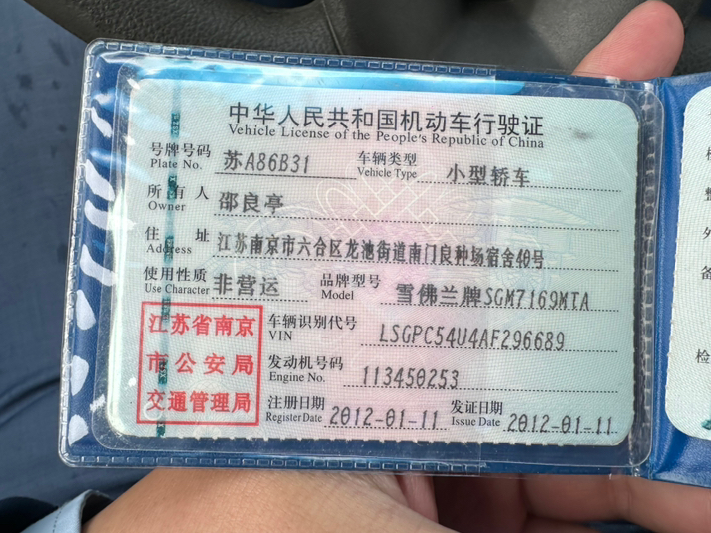 中华人民共和国机动车行驶证
Vehicle License of the People's Republic of China
号牌号码 苏A86B31 车辆类型 小型轿车
Plate No. Vehicle Type
所有人 邵良亭
Owner
住址 江苏南京市六合区龙池街道南门良种场宿舍40号
Address
使用性质 非营运 品牌型号 雪佛兰牌SGM7169MTA
Use Character Model
江苏省南京
市公安局
交通管理局
车辆识别代号 LSGPC54U4AF296689
VIN
发动机号码 113450253
Engine No.
注册日期 2012-01-11 发证日期 2012-01-11
Register Date Issue Date
检